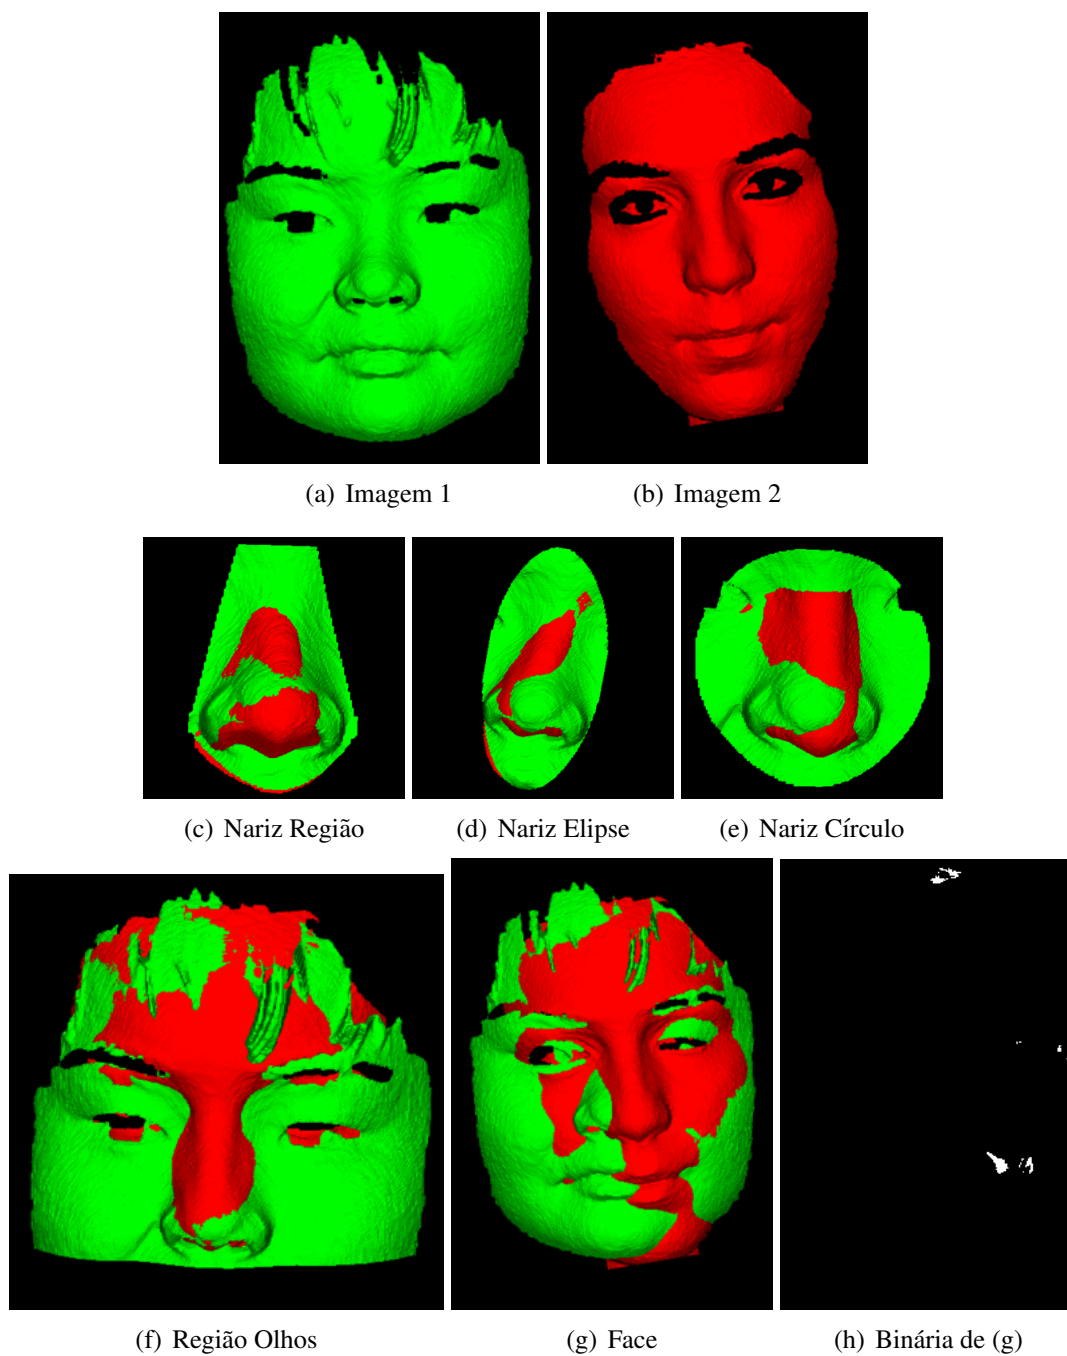 (a) Imagem 1
(b) Imagem 2
(c) Nariz Região
(d) Nariz Elipse
(e) Nariz Círculo
(f) Região Olhos
(g) Face
(h) Binária de (g)